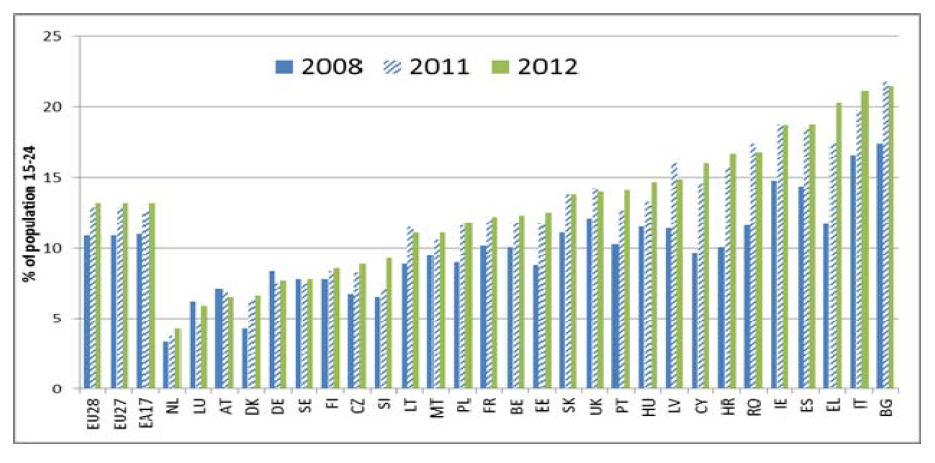 25
2008 2011 2012
20
15
10
5
0
% of population 15-24
EU28 EU27 EA17 NL LU AT DK DE SE FI CZ SI LT MT PL FR BE EE SK UK PT HU LV CY HR RO IE ES EL IT BG